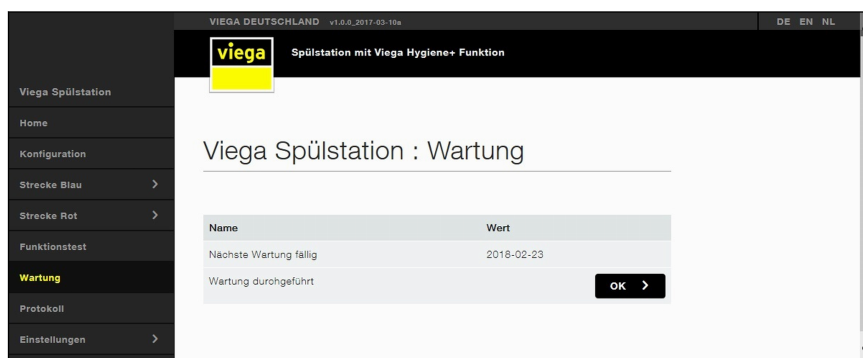 VIEGA DEUTSCHLAND v1.0.0_2017-03-10a
DE EN NL
viega
Spülstation mit Viega Hygiene+ Funktion
Viega Spülstation
Home
Konfiguration
Strecke Blau
Strecke Rot
Funktionstest
Wartung
Protokoll
Einstellungen
Viega Spülstation : Wartung
Name Wert
Nächste Wartung fällig 2018-02-23
Wartung durchgeführt OK